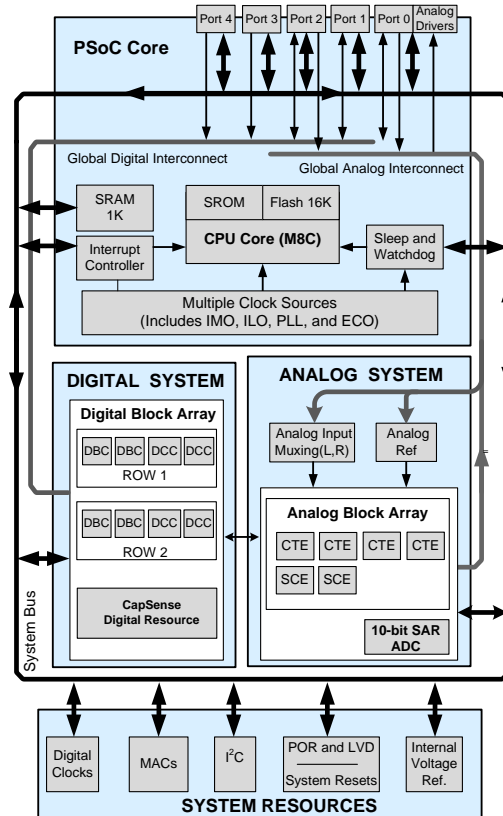 Port 4
Port 3
Port 2
Port 1
Port 0
Analog
Drivers
PSoC Core
Global Digital Interconnect
Global Analog Interconnect
SRAM
1K
SROM
Flash 16K
CPU Core (M8C)
Interrupt
Controller
Sleep and
Watchdog
Multiple Clock Sources
(Includes IMO, ILO, PLL, and ECO)
DIGITAL SYSTEM
Digital Block Array
DBC
DBC
DCC
DCC
ROW 1
DBC
DBC
DCC
DCC
ROW 2
CapSense
Digital Resource
ANALOG SYSTEM
Analog Input
Muxing(L,R)
Analog
Ref
Analog Block Array
CTE
CTE
CTE
CTE
SCE
SCE
10-bit SAR
ADC
System Bus
Digital
Clocks
MACs
I²C
POR and LVD
System Resets
Internal
Voltage
Ref.
SYSTEM RESOURCES